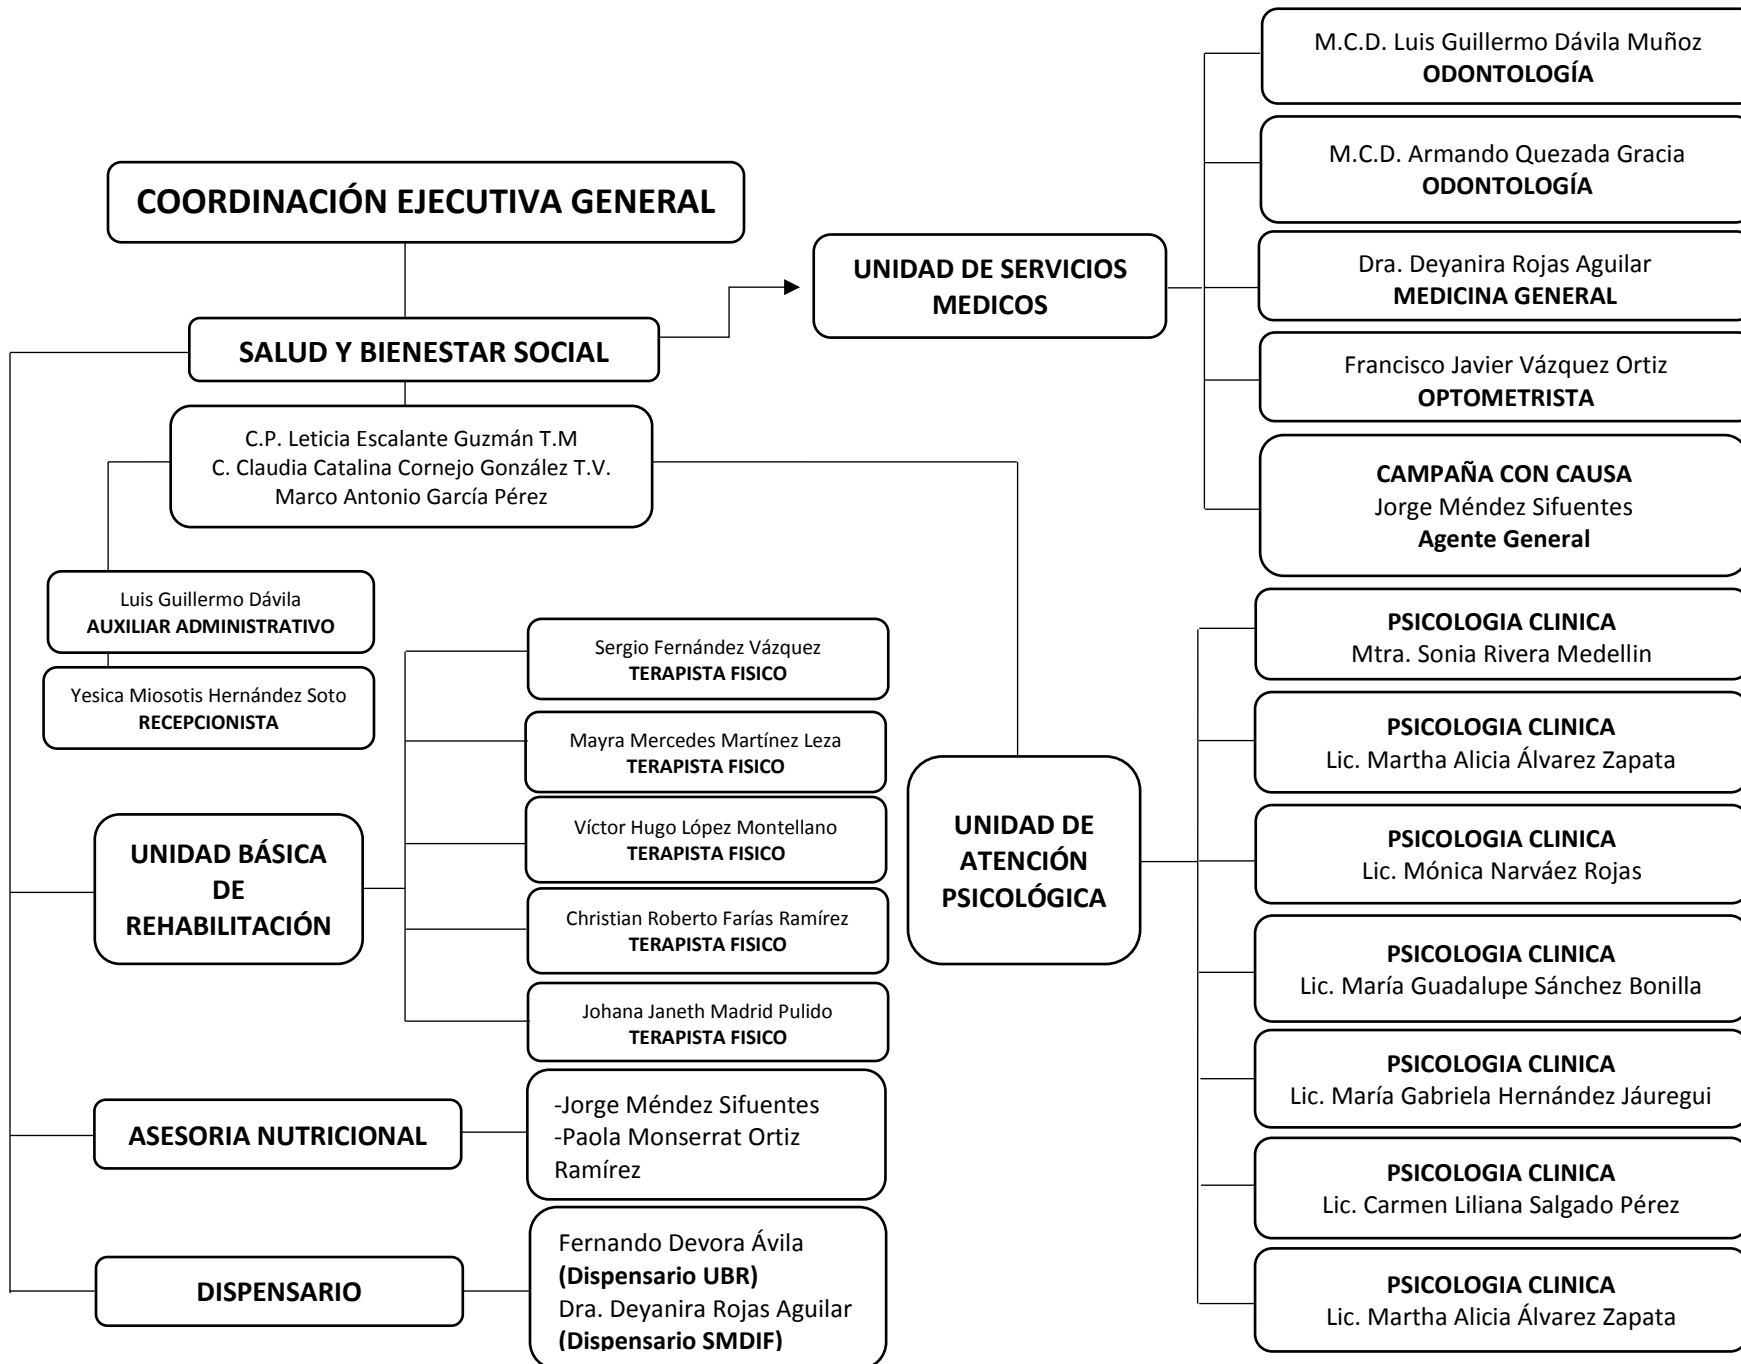 COORDINACIÓN EJECUTIVA GENERAL
SALUD Y BIENESTAR SOCIAL
C.P. Leticia Escalante Guzmán T.M
C. Claudia Catalina Cornejo González T.V.
Marco Antonio García Pérez
Luis Guillermo Dávila
AUXILIAR ADMINISTRATIVO
Yesica Miosotis Hernández Soto
RECEPCIONISTA
UNIDAD DE SERVICIOS
MEDICOS
M.C.D. Luis Guillermo Dávila Muñoz
ODONTOLOGÍA
M.C.D. Armando Quezada Gracia
ODONTOLOGÍA
Dra. Deyanira Rojas Aguilar
MEDICINA GENERAL
Francisco Javier Vázquez Ortiz
OPTOMETRISTA
CAMPAÑA CON CAUSA
Jorge Méndez Sifuentes
Agente General
UNIDAD BÁSICA
DE
REHABILITACIÓN
Sergio Fernández Vázquez
TERAPISTA FISICO
Mayra Mercedes Martínez Leza
TERAPISTA FISICO
Víctor Hugo López Montellano
TERAPISTA FISICO
Christian Roberto Farías Ramírez
TERAPISTA FISICO
Johana Janeth Madrid Pulido
TERAPISTA FISICO
ASESORIA NUTRICIONAL
-Jorge Méndez Sifuentes
-Paola Monserrat Ortiz
Ramírez
DISPENSARIO
Fernando Devora Ávila
(Dispensario UBR)
Dra. Deyanira Rojas Aguilar
(Dispensario SMDIF)
UNIDAD DE
ATENCIÓN
PSICOLÓGICA
PSICOLOGIA CLINICA
Mtra. Sonia Rivera Medellin
PSICOLOGIA CLINICA
Lic. Martha Alicia Álvarez Zapata
PSICOLOGIA CLINICA
Lic. Mónica Narváez Rojas
PSICOLOGIA CLINICA
Lic. María Guadalupe Sánchez Bonilla
PSICOLOGIA CLINICA
Lic. María Gabriela Hernández Jáuregui
PSICOLOGIA CLINICA
Lic. Carmen Liliana Salgado Pérez
PSICOLOGIA CLINICA
Lic. Martha Alicia Álvarez Zapata